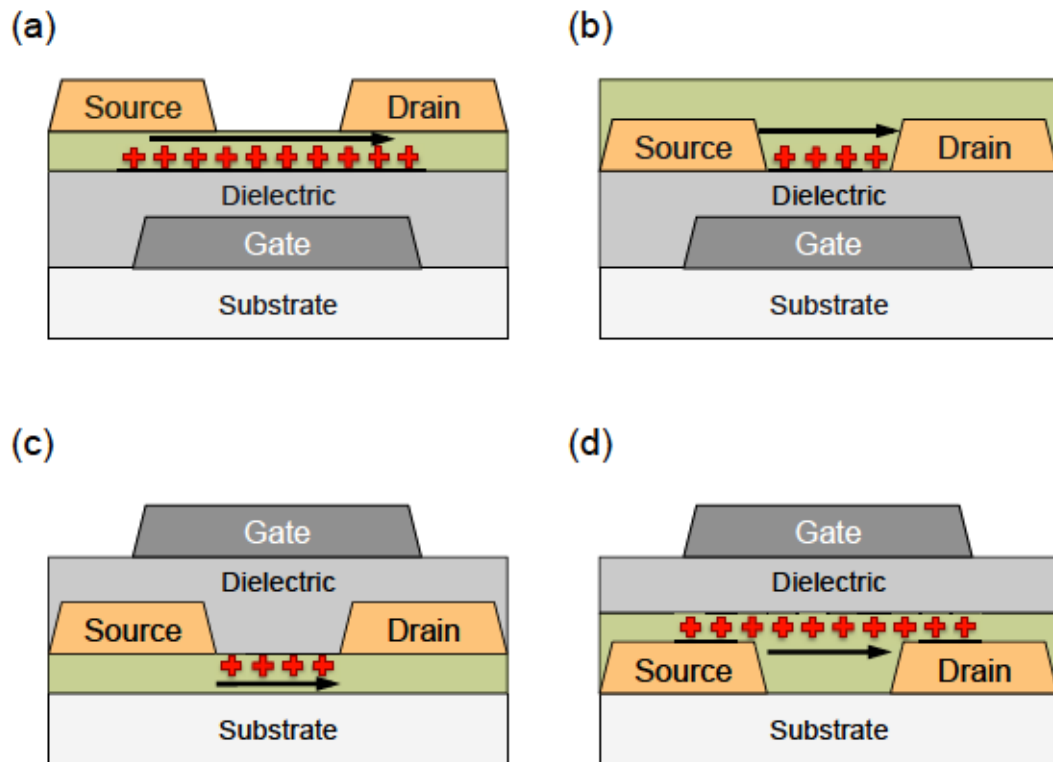 (a)
Source
Drain
Dielectric
Gate
Substrate
(b)
Source
Drain
Dielectric
Gate
Substrate
(c)
Gate
Dielectric
Source
Drain
Substrate
(d)
Gate
Dielectric
Source
Drain
Substrate